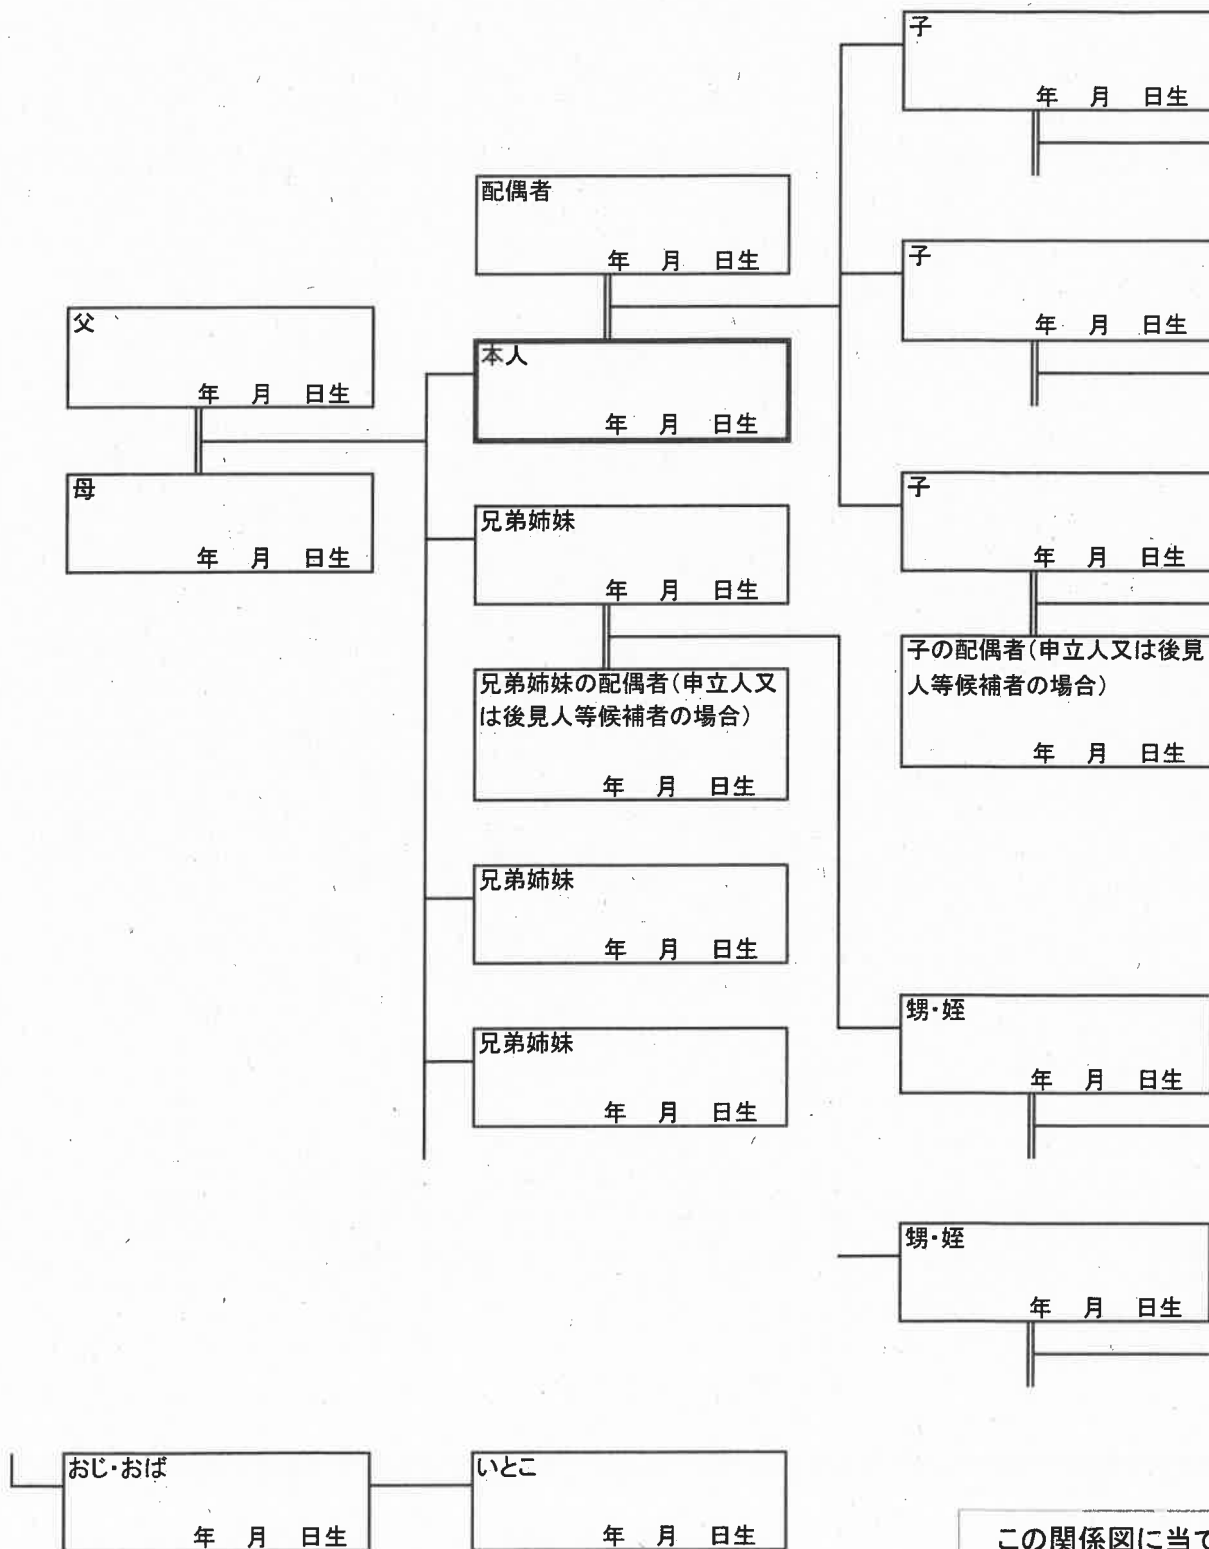 子
年 月 日生
配偶者
年 月 日生
子
年 月 日生
父
年 月 日生
本人
年 月 日生
母
年 月 日生
子
年 月 日生
兄弟姉妹
年 月 日生
子の配偶者(申立人又は後見
人等候補者の場合)
年 月 日生
兄弟姉妹の配偶者(申立人又
は後見人等候補者の場合)
年 月 日生
兄弟姉妹
年 月 日生
甥・姪
年 月 日生
兄弟姉妹
年 月 日生
甥・姪
年 月 日生
おじ・おば
年 月 日生
いとこ
年 月 日生
この関係図に当て